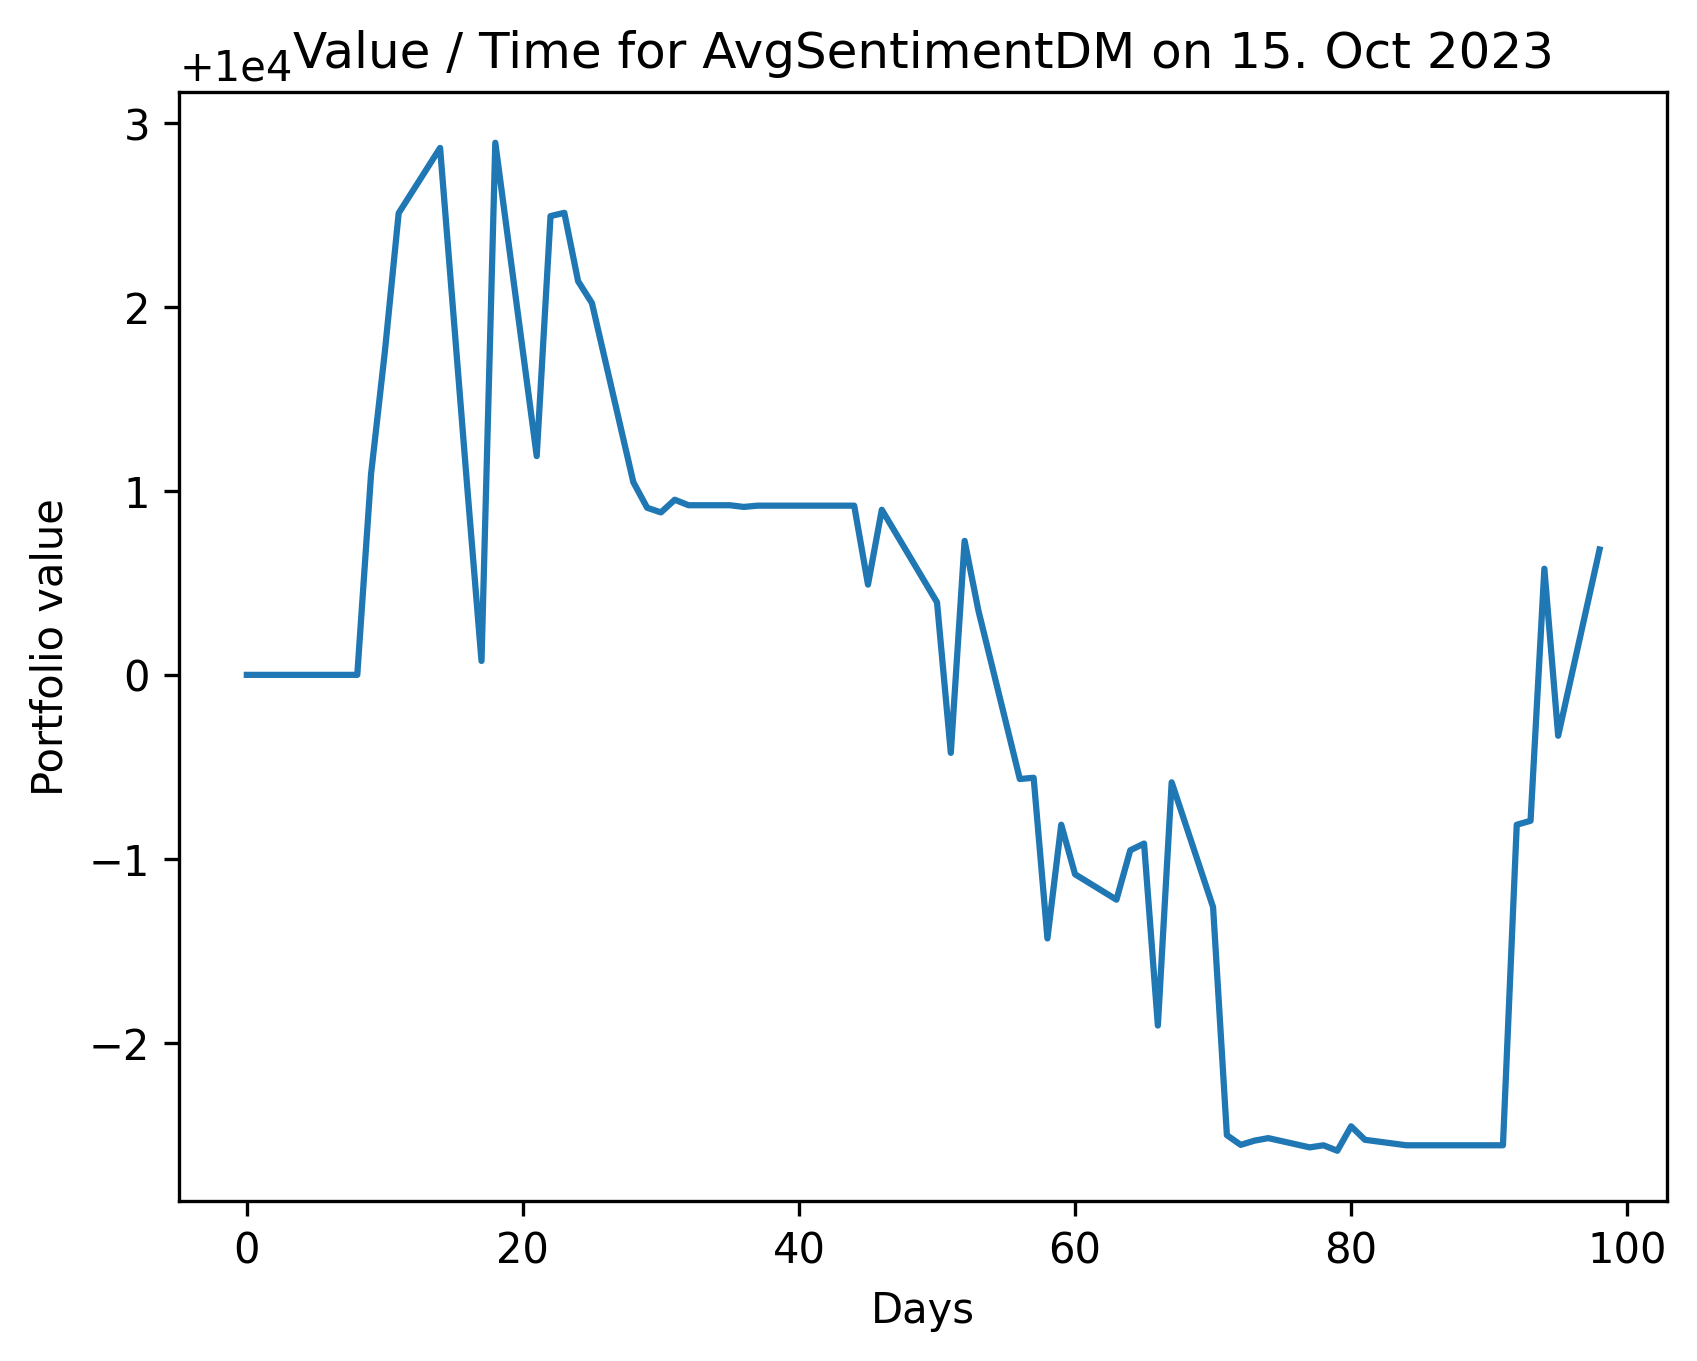 Value / Time for AvgSentimentDM on 15. Oct 2023
+1e4
3
2
1
0
−1
−2
Portfolio value
0 20 40 60 80 100
Days